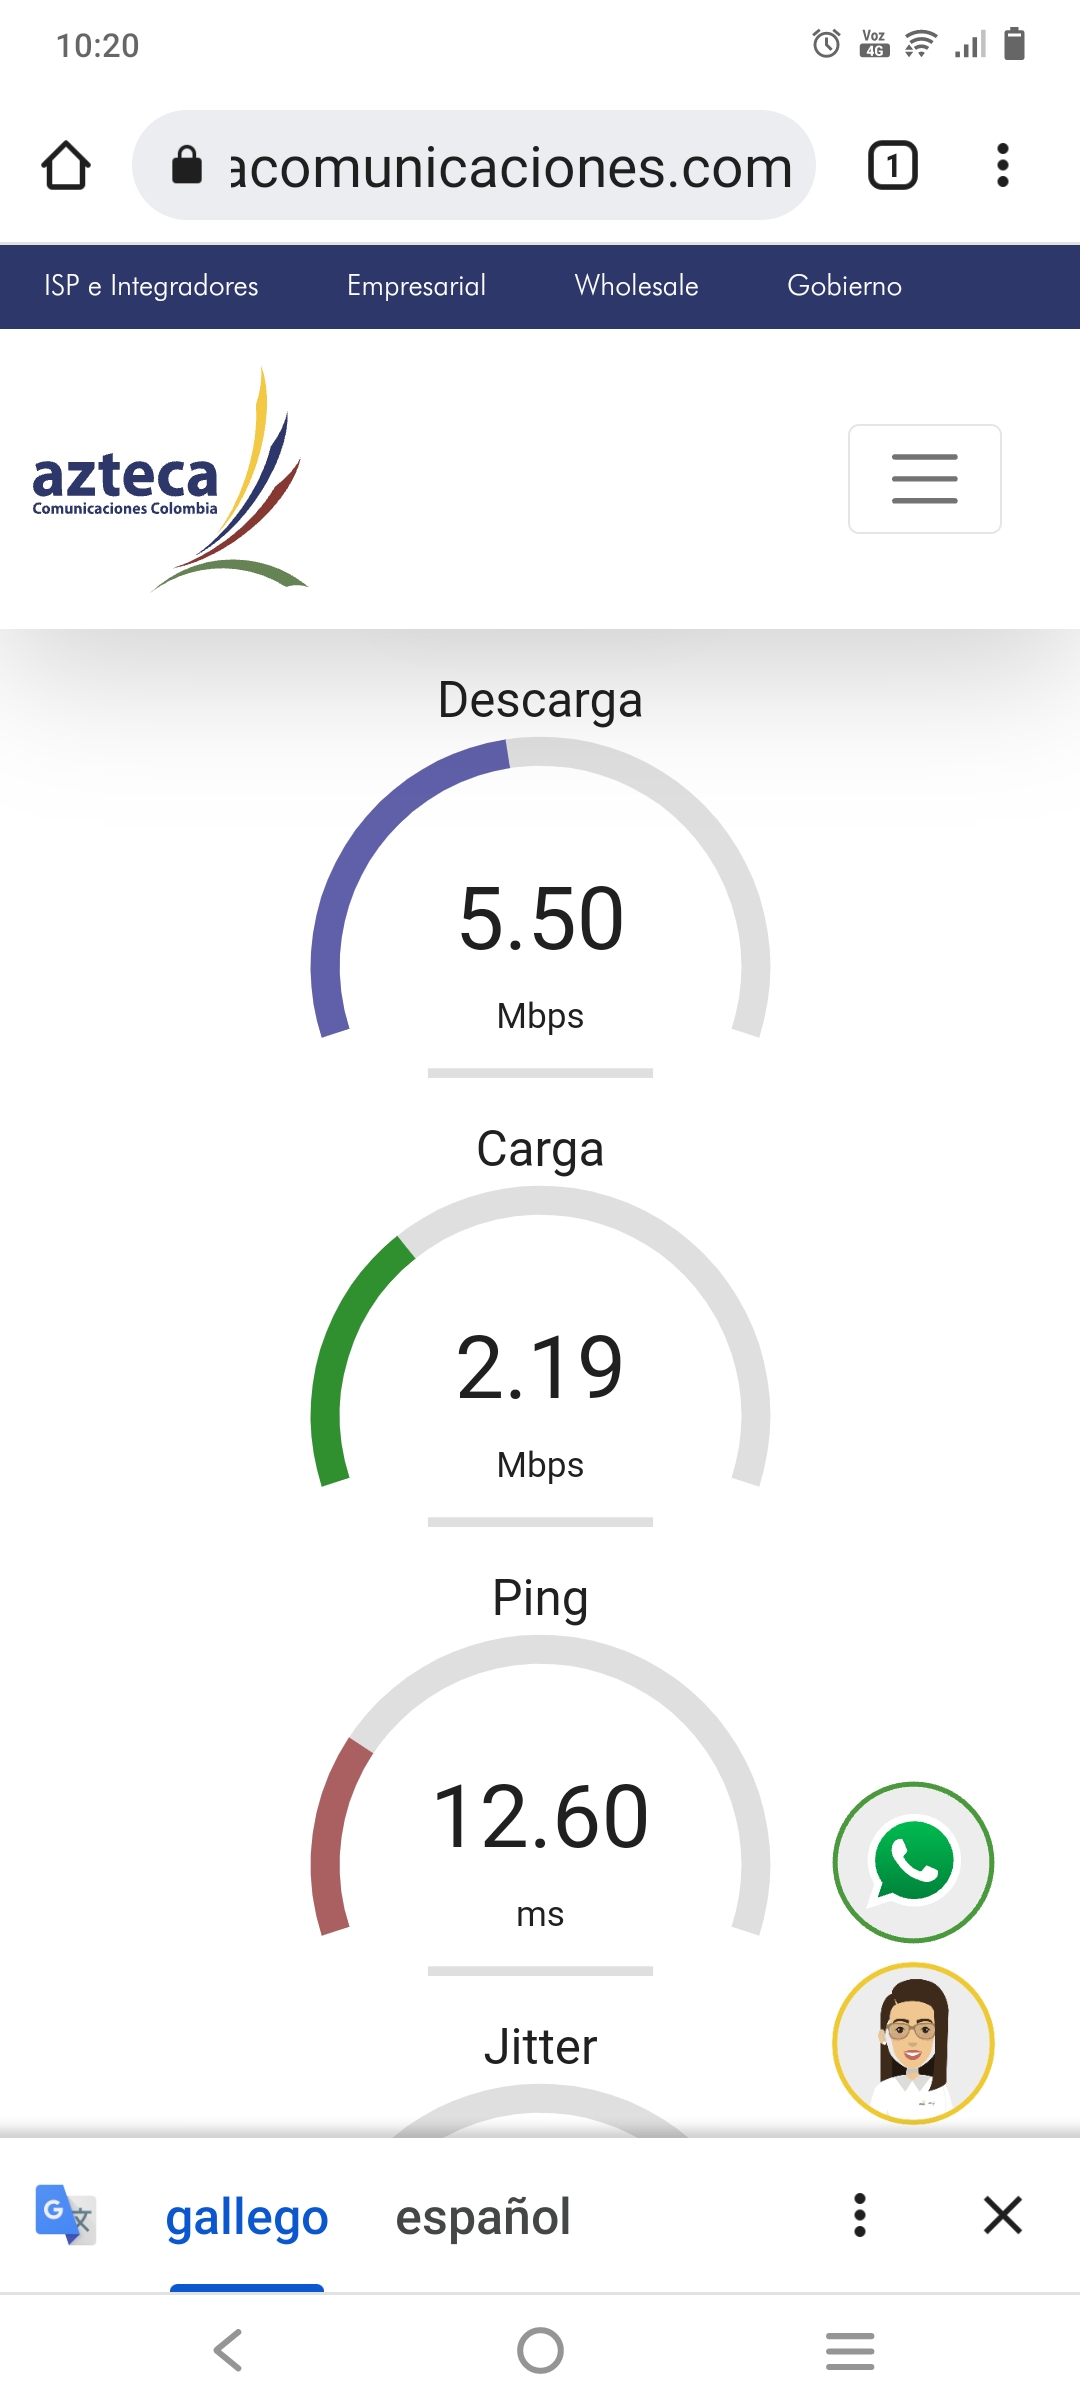 10:20
Voz
4G
acomunicaciones.com
1
ISP e Integradores Empresarial Wholesale Gobierno
azteca
Comunicaciones Colombia
Descarga
5.50
Mbps
Carga
2.19
Mbps
Ping
12.60
ms
Jitter
G 文
gallego español